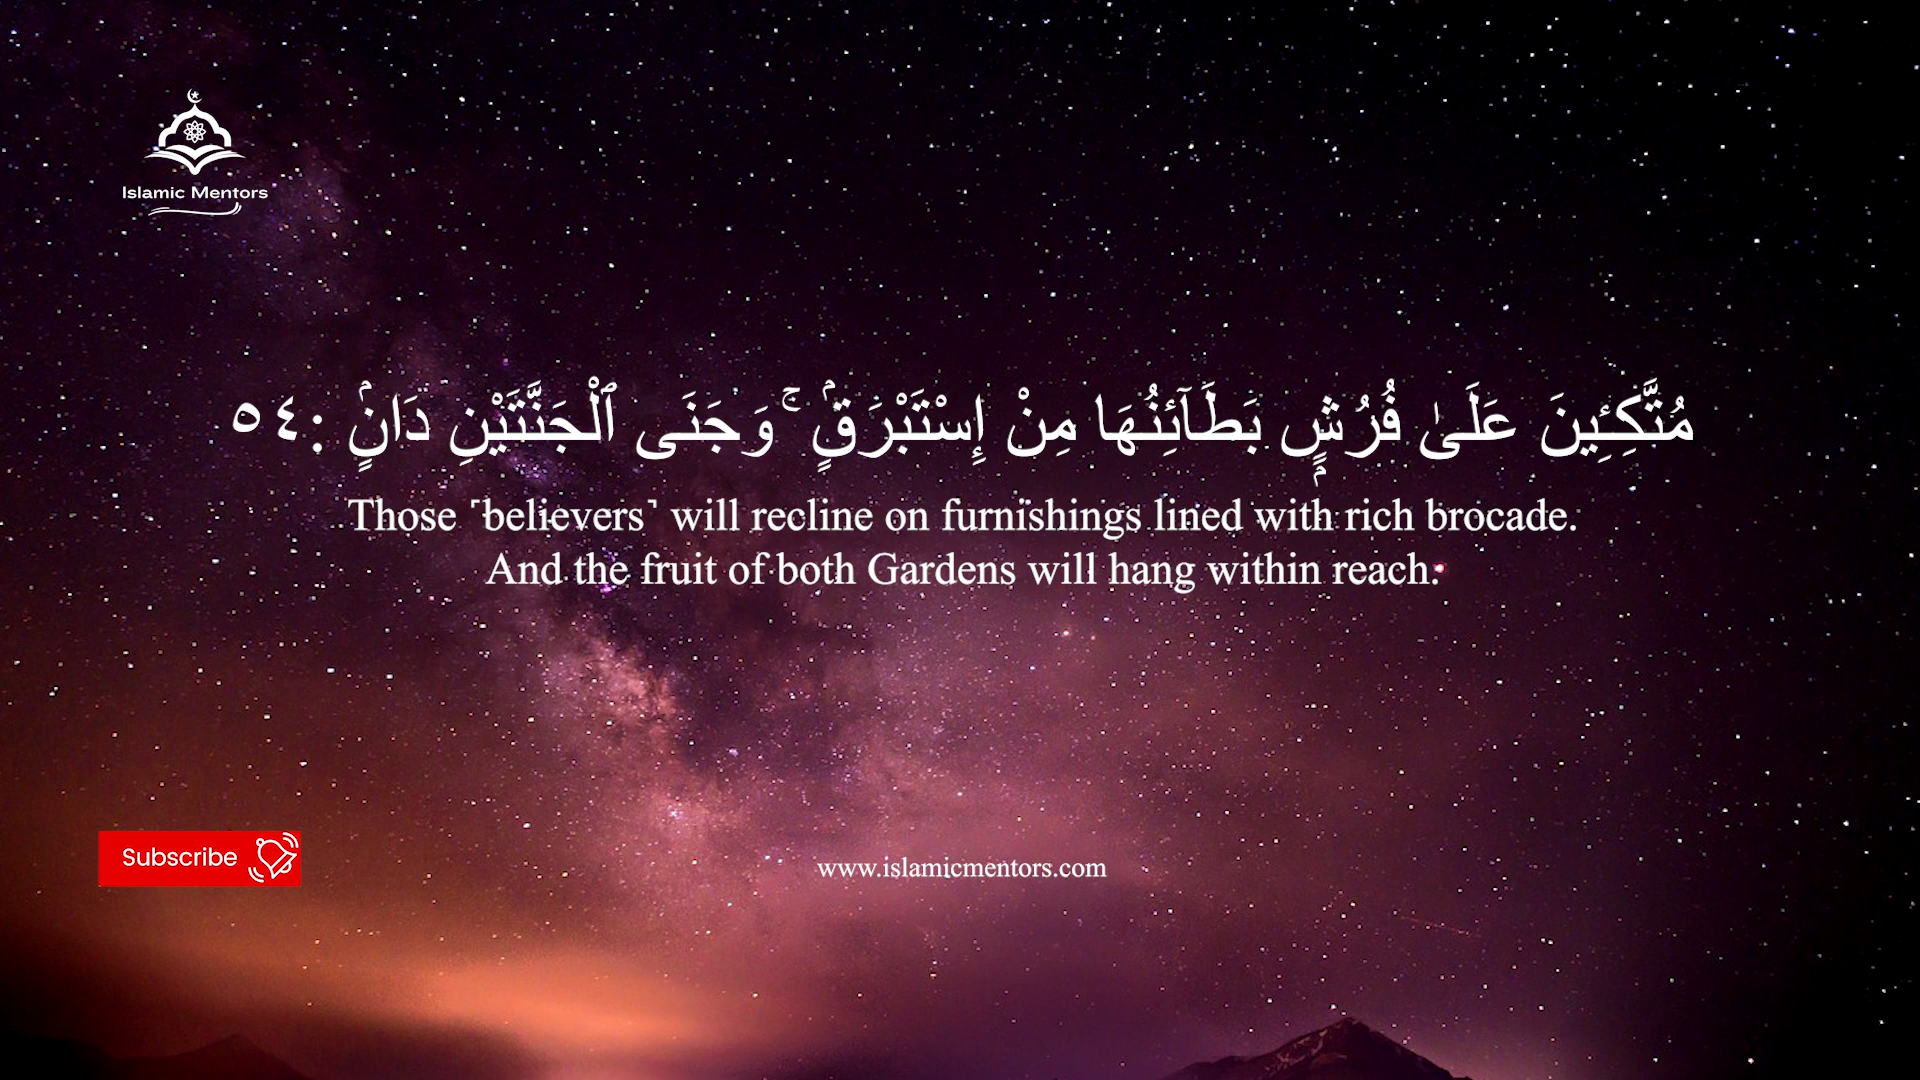 Islamic Mentors
مُتَّكِـِٔينَ عَلَىٰ فُرُشٍۭ بَطَآئِنُهَا مِنْ إِسْتَبْرَقٍۢ ۚ وَجَنَى ٱلْجَنَّتَيْنِ دَانٍۢ :٥٤
Those ˹believers˺ will recline on furnishings lined with rich brocade.
And the fruit of both Gardens will hang within reach.
Subscribe
www.islamicmentors.com